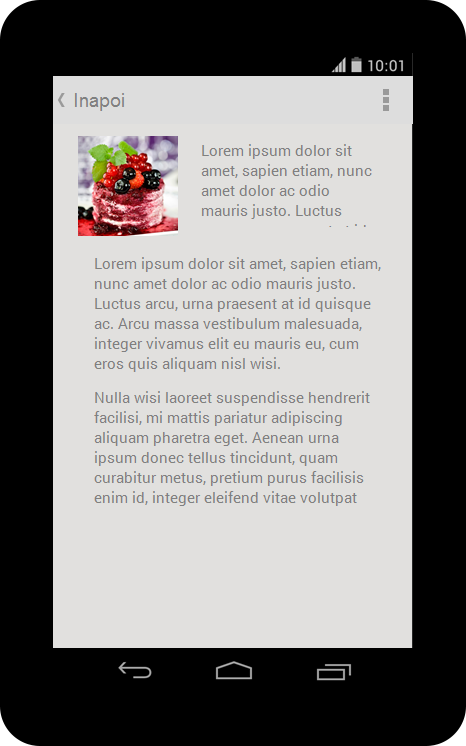 10:01
Inapoi
Lorem ipsum dolor sit
amet, sapien etiam, nunc
amet dolor ac odio
mauris justo. Luctus
Lorem ipsum dolor sit amet, sapien etiam,
nunc amet dolor ac odio mauris justo.
Luctus arcu, urna praesent at id quisque
ac. Arcu massa vestibulum malesuada,
integer vivamus elit eu mauris eu, cum
eros quis aliquam nisl wisi.
Nulla wisi laoreet suspendisse hendrerit
facilisi, mi mattis pariatur adipiscing
aliquam pharetra eget. Aenean urna
ipsum donec tellus tincidunt, quam
curabitur metus, pretium purus facilisis
enim id, integer eleifend vitae volutpat